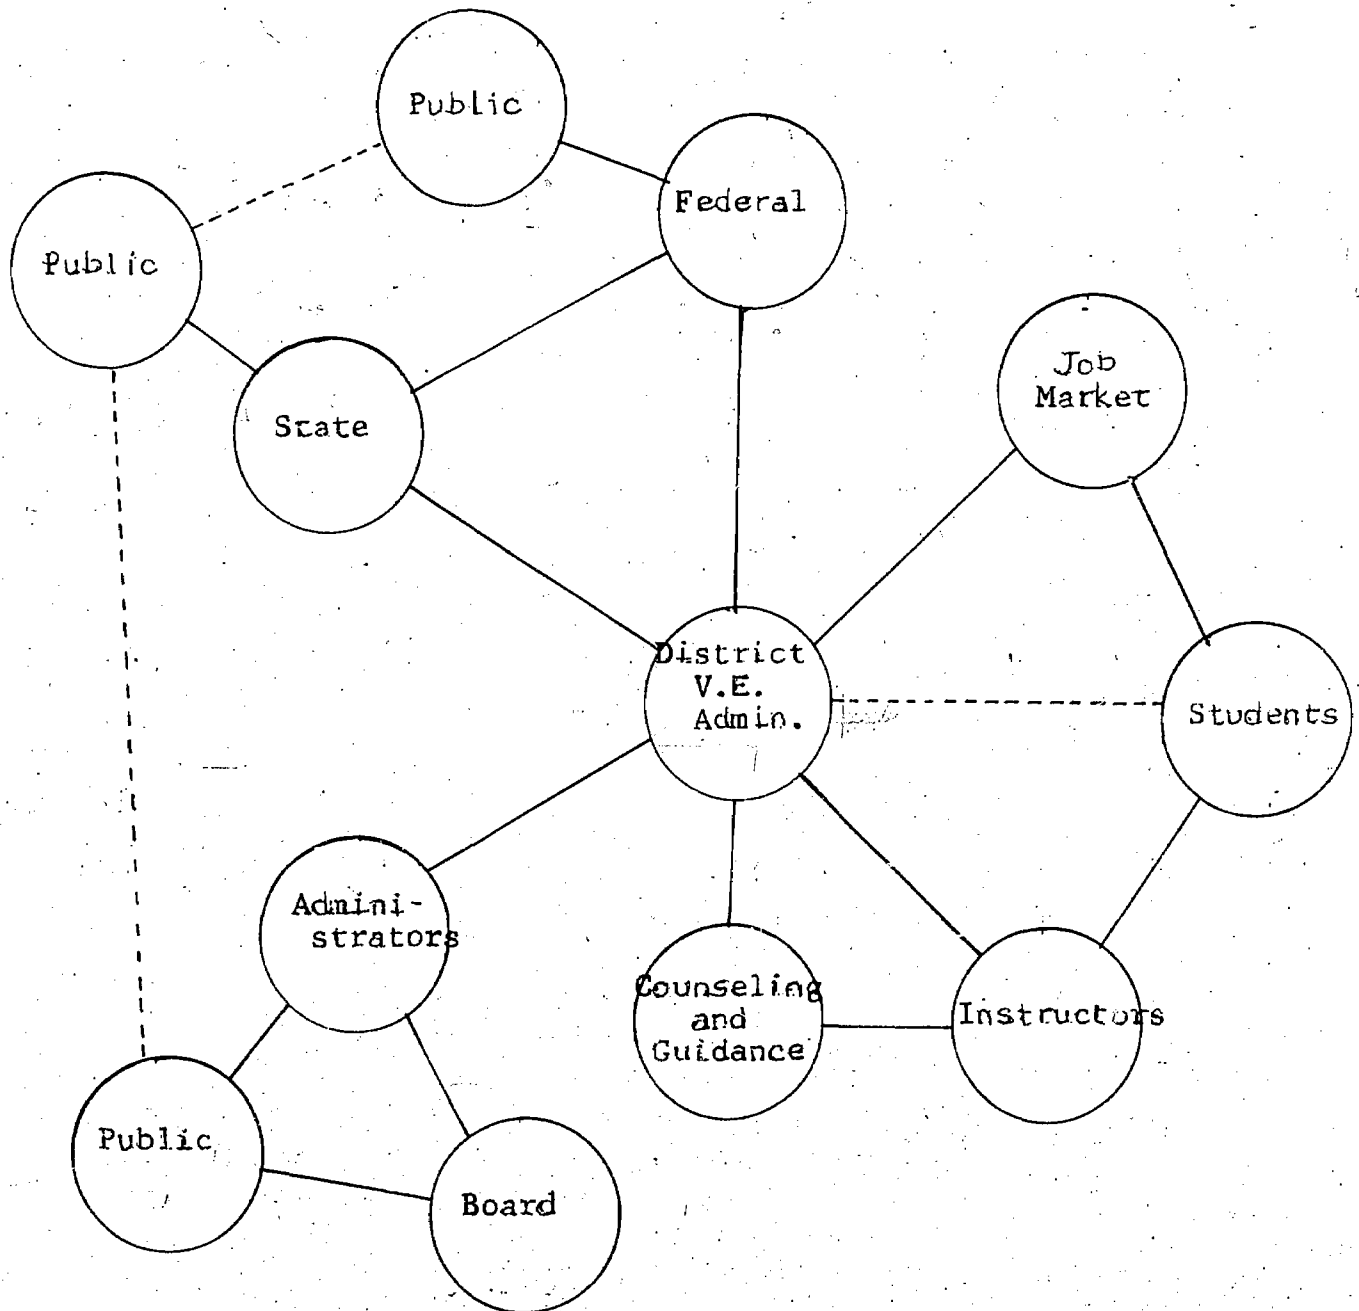 Public
Federal
Public
Job
Market
State
District
V.E.
Admin.
Students
Admini-
strators
Counseling
and
Guidance
Instructors
Public
Board